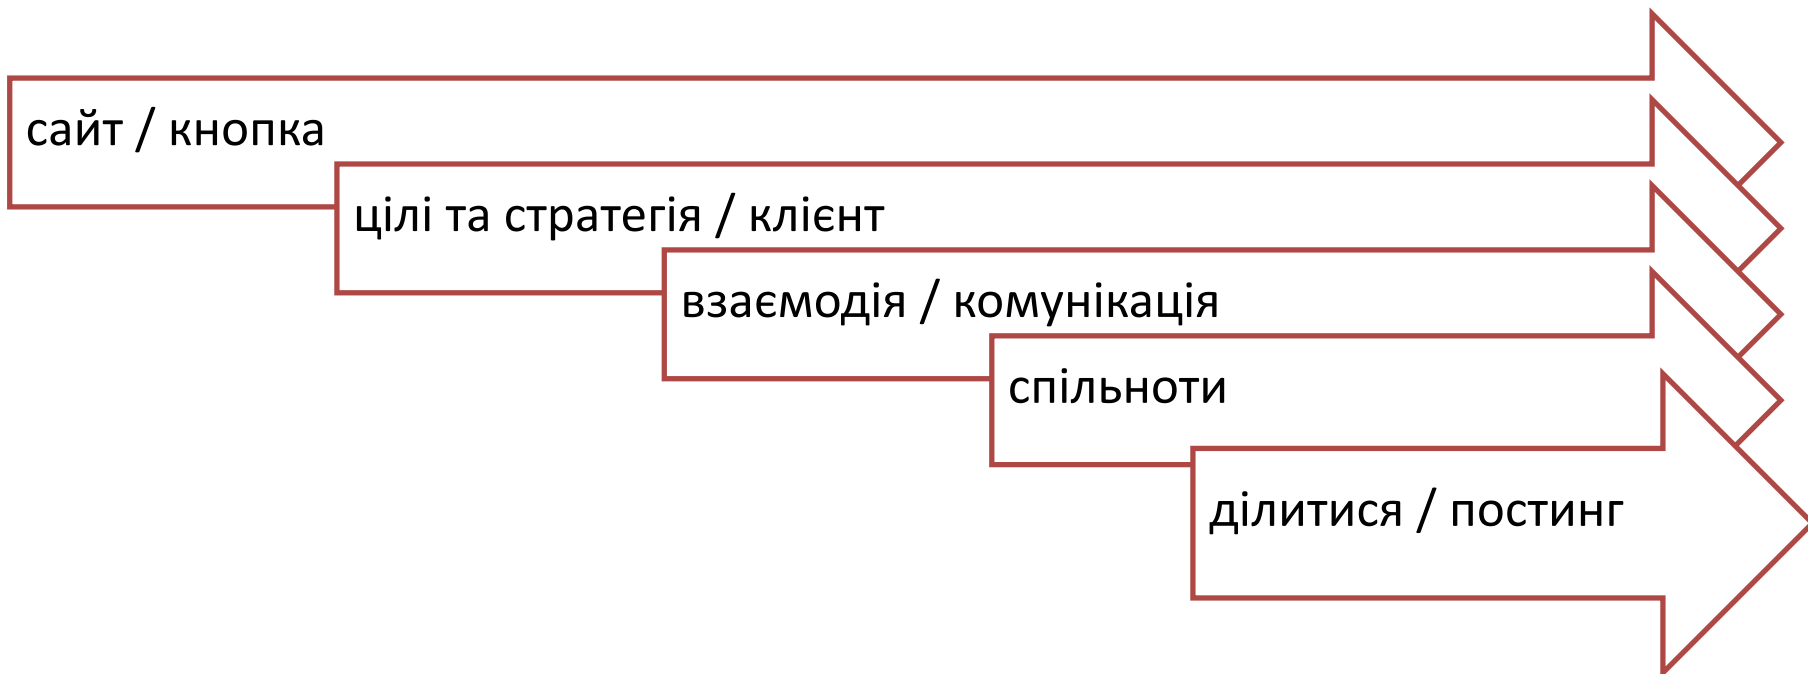 сайт / кнопка
цілі та стратегія / клієнт
взаємодія / комунікація
спільноти
ділитися / постинг